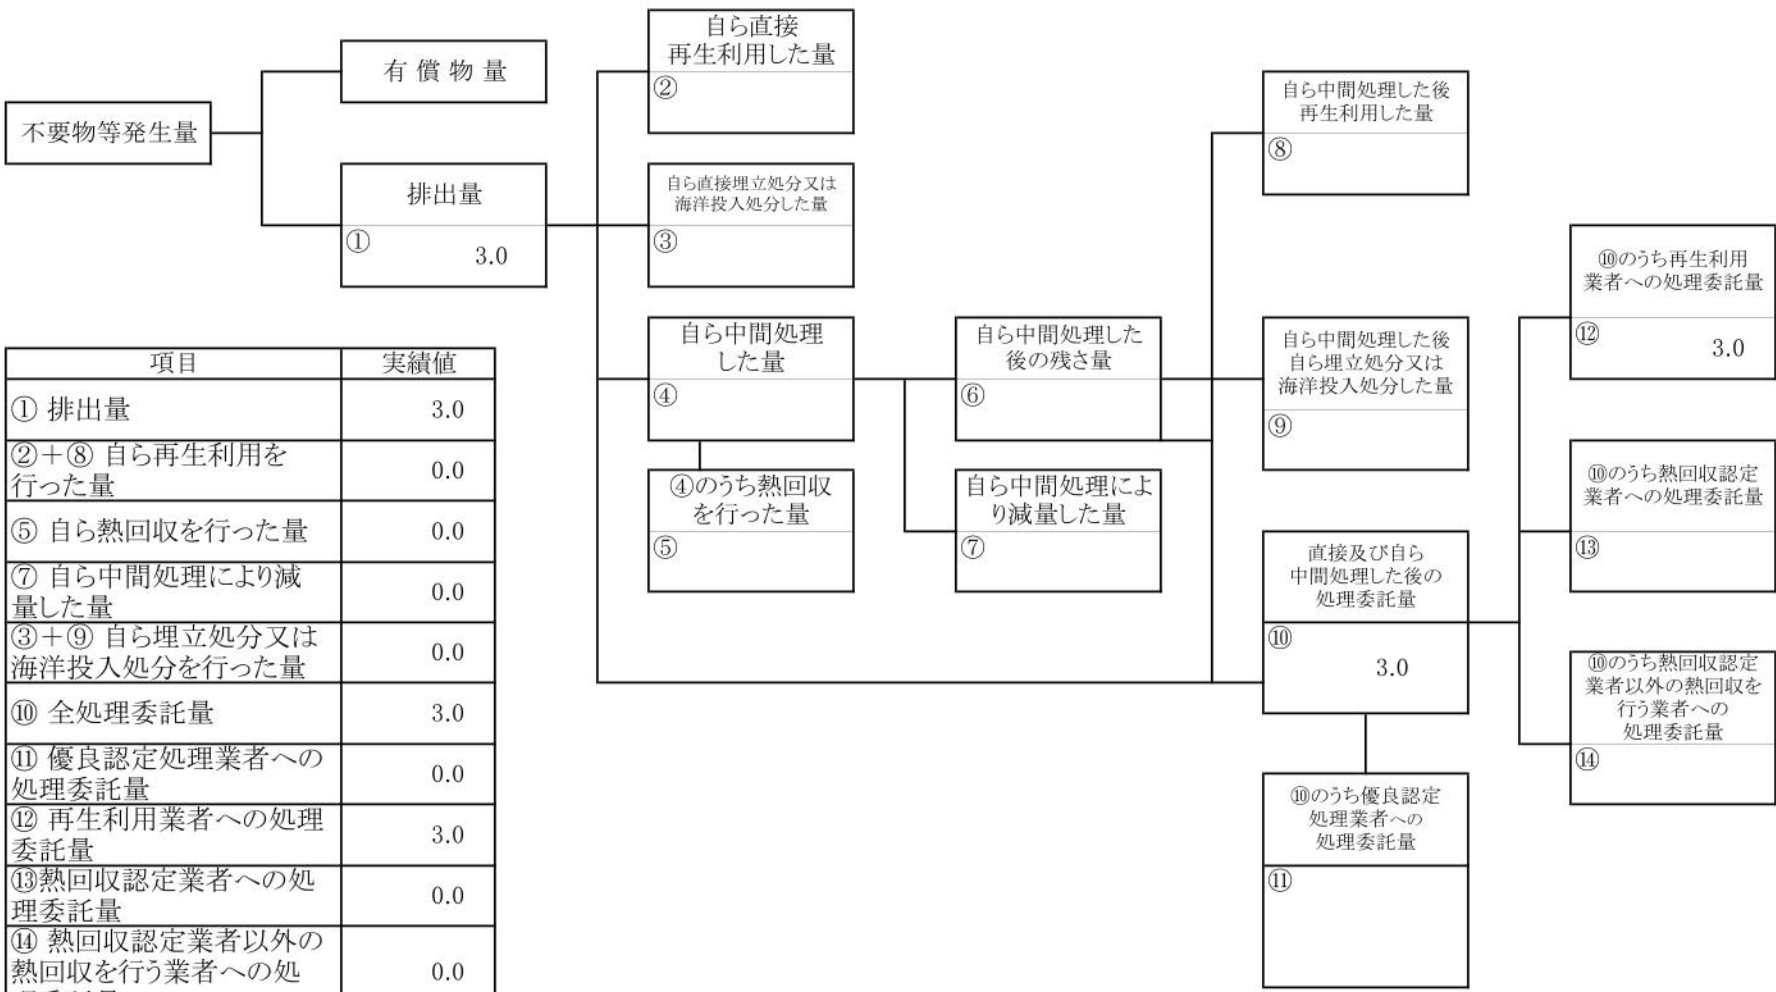 不要物等発生量
有償物量
排出量
①
3.0
自ら直接
再生利用した量
②
自ら直接埋立処分又は
海洋投入処分した量
③
自ら中間処理
した量
④
④のうち熱回収
を行った量
⑤
自ら中間処理した
後の残さ量
⑥
自ら中間処理によ
り減量した量
⑦
自ら中間処理した後
再生利用した量
⑧
自ら中間処理した後
自ら埋立処分又は
海洋投入処分した量
⑨
直接及び自ら
中間処理した後の
処理委託量
⑩
3.0
⑩のうち優良認定
処理業者への
処理委託量
⑪
⑩のうち再生利用
業者への処理委託量
⑫
3.0
⑩のうち熱回収認定
業者への処理委託量
⑬
⑩のうち熱回収認定
業者以外の熱回収を
行う業者への
処理委託量
⑭
項目 実績値
① 排出量 3.0
②+⑧ 自ら再生利用を
行った量 0.0
⑤ 自ら熱回収を行った量 0.0
⑦ 自ら中間処理により減
量した量 0.0
③+⑨ 自ら埋立処分又は
海洋投入処分を行った量 0.0
⑩ 全処理委託量 3.0
⑪ 優良認定処理業者への
処理委託量 0.0
⑫ 再生利用業者への処理
委託量 3.0
⑬熱回収認定業者への処
理委託量 0.0
⑭ 熱回収認定業者以外の
熱回収を行う業者への処 0.0